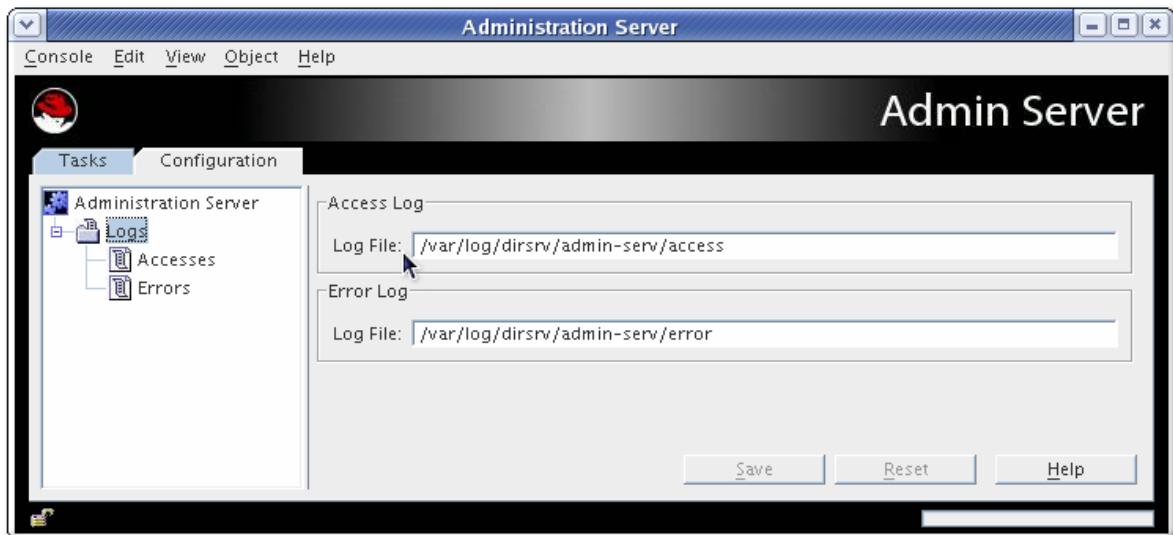 Administration Server
Console Edit View Object Help
Admin Server
Tasks Configuration
Administration Server
Logs
Accesses
Errors
Access Log
Log File: /var/log/dirsrv/admin-serv/access
Error Log
Log File: /var/log/dirsrv/admin-serv/error
Save Reset Help